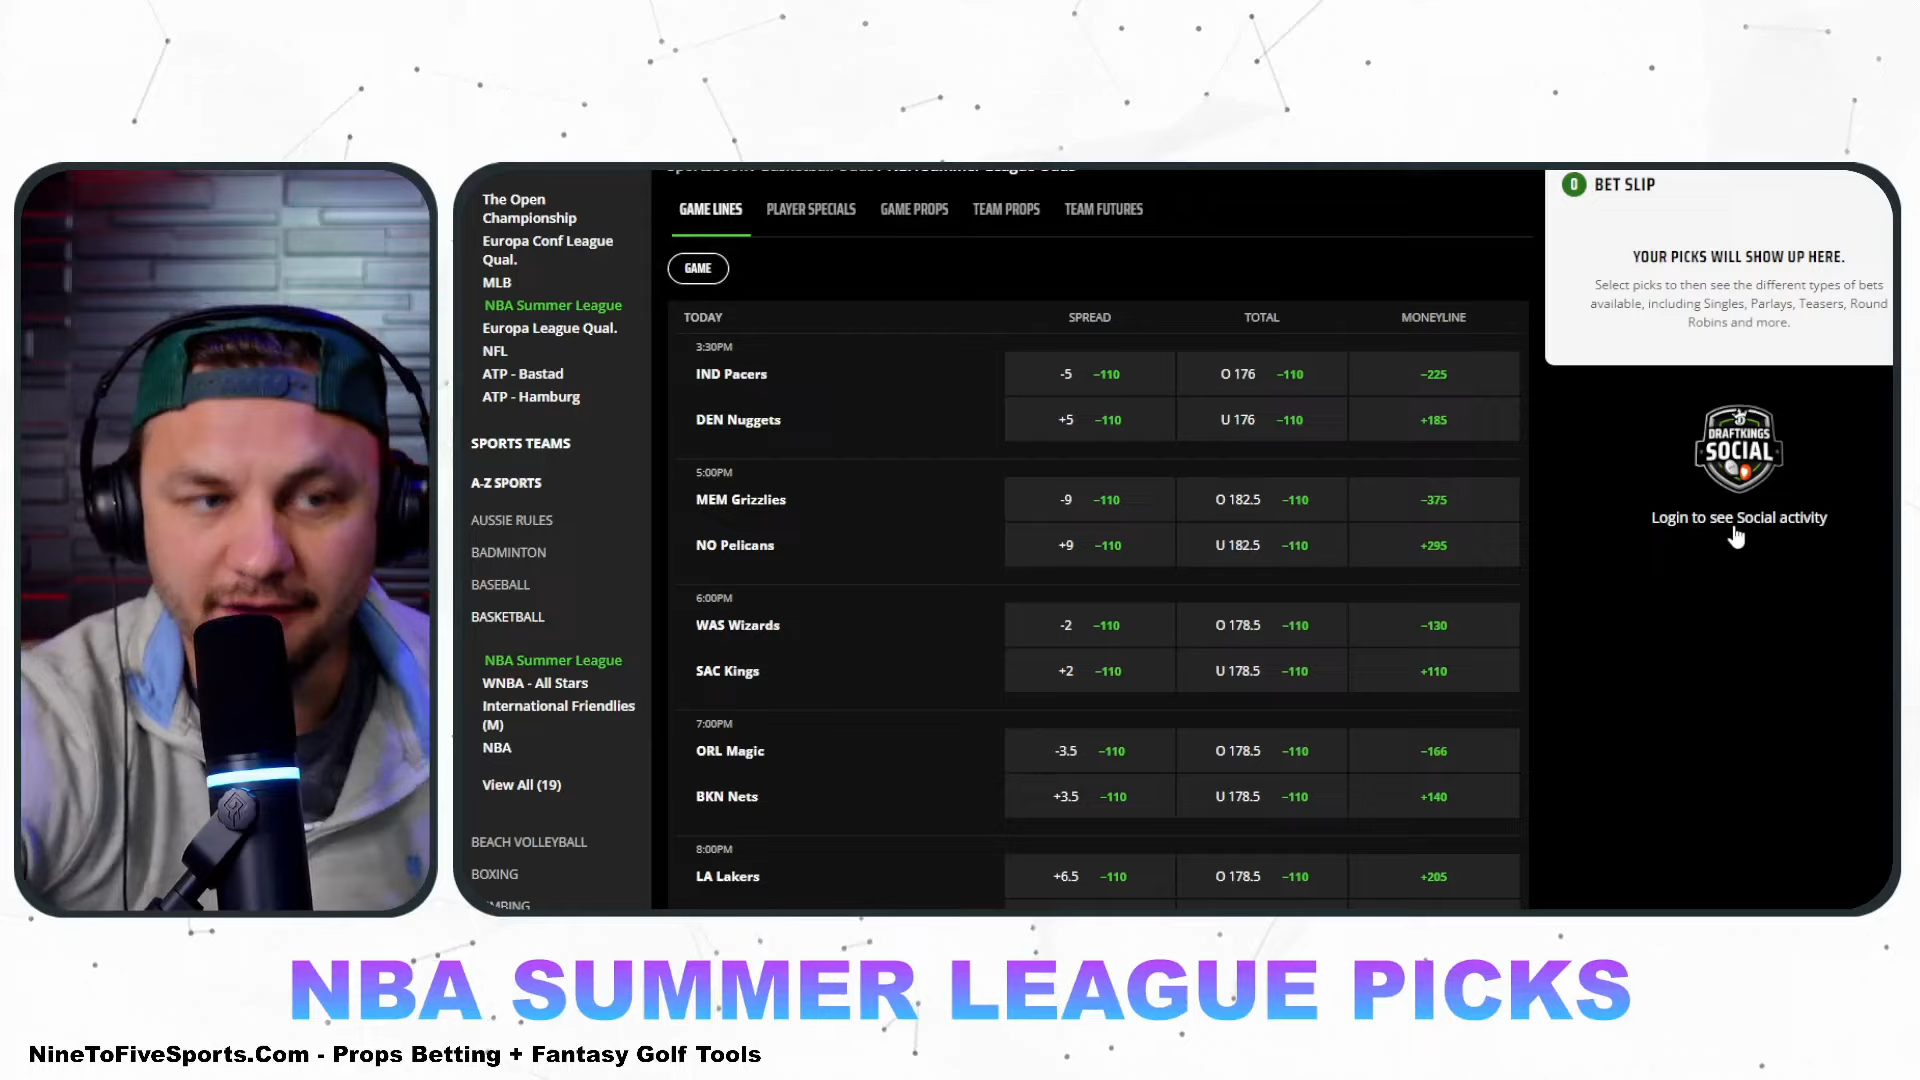 The Open
Championship
Europa Conf League
Qual.
MLB
NBA Summer League
Europa League Qual.
NFL
ATP - Bastad
ATP - Hamburg
SPORTS TEAMS
A-Z SPORTS
AUSSIE RULES
BADMINTON
BASEBALL
BASKETBALL
NBA Summer League
WNBA - All Stars
International Friendlies
(M)
NBA
View All (19)
BEACH VOLLEYBALL
BOXING
GAME LINES PLAYER SPECIALS GAME PROPS TEAM PROPS TEAM FUTURES
GAME
TODAY SPREAD TOTAL MONEYLINE
3:30PM
IND Pacers -5 −110 O 176 −110 −225
DEN Nuggets +5 −110 U 176 −110 +185
5:00PM
MEM Grizzlies -9 −110 O 182.5 −110 −375
NO Pelicans +9 −110 U 182.5 −110 +295
6:00PM
WAS Wizards -2 −110 O 178.5 −110 −130
SAC Kings +2 −110 U 178.5 −110 +110
7:00PM
ORL Magic -3.5 −110 O 178.5 −110 −166
BKN Nets +3.5 −110 U 178.5 −110 +140
8:00PM
LA Lakers +6.5 −110 O 178.5 −110 +205
0 BET SLIP
YOUR PICKS WILL SHOW UP HERE.
Select picks to then see the different types of bets
available, including Singles, Parlays, Teasers, Round
Robins and more.
DRAFTKINGS
SOCIAL
Login to see Social activity
NBA SUMMER LEAGUE PICKS
NineToFiveSports.Com - Props Betting + Fantasy Golf Tools